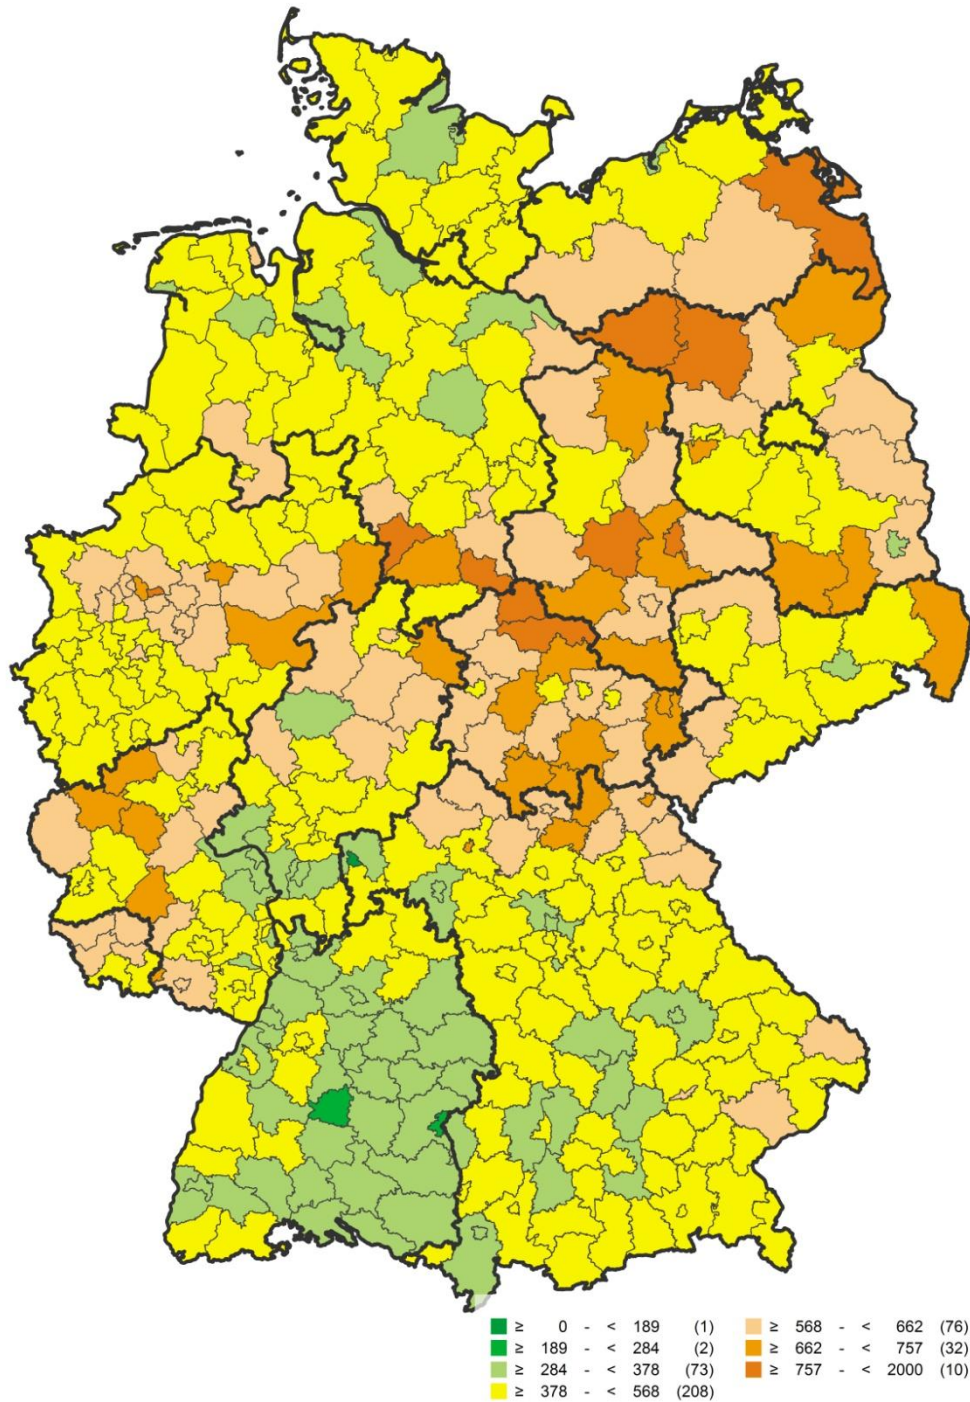 ≥ 0 - < 189 (1)
≥ 189 - < 284 (2)
≥ 284 - < 378 (73)
≥ 378 - < 568 (208)
≥ 568 - < 662 (76)
≥ 662 - < 757 (32)
≥ 757 - < 2000 (10)